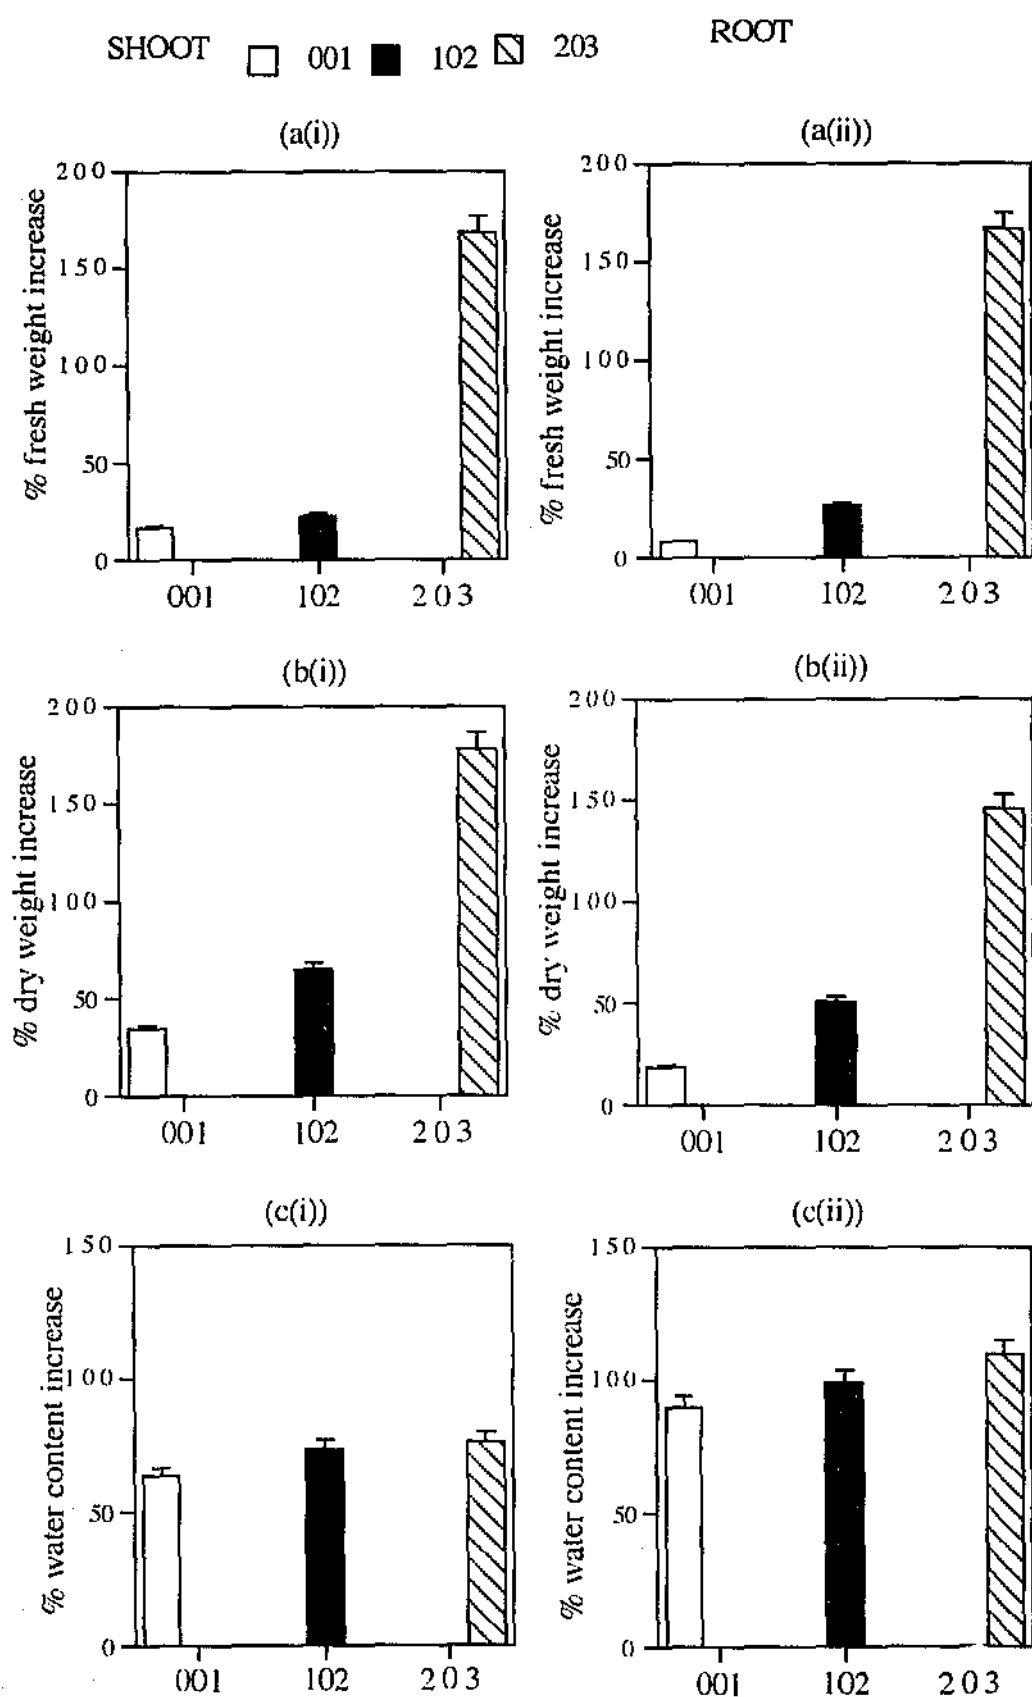 SHOOT 001 102 203 ROOT
(a(i))
% fresh weight increase
200
150
100
50
0
001 102 203
(a(ii))
% fresh weight increase
200
150
100
50
0
001 102 203
(b(i))
% dry weight increase
200
150
100
50
0
001 102 203
(b(ii))
% dry weight increase
200
150
100
50
0
001 102 203
(c(i))
% water content increase
150
100
50
0
001 102 203
(c(ii))
% water content increase
150
100
50
0
001 102 203